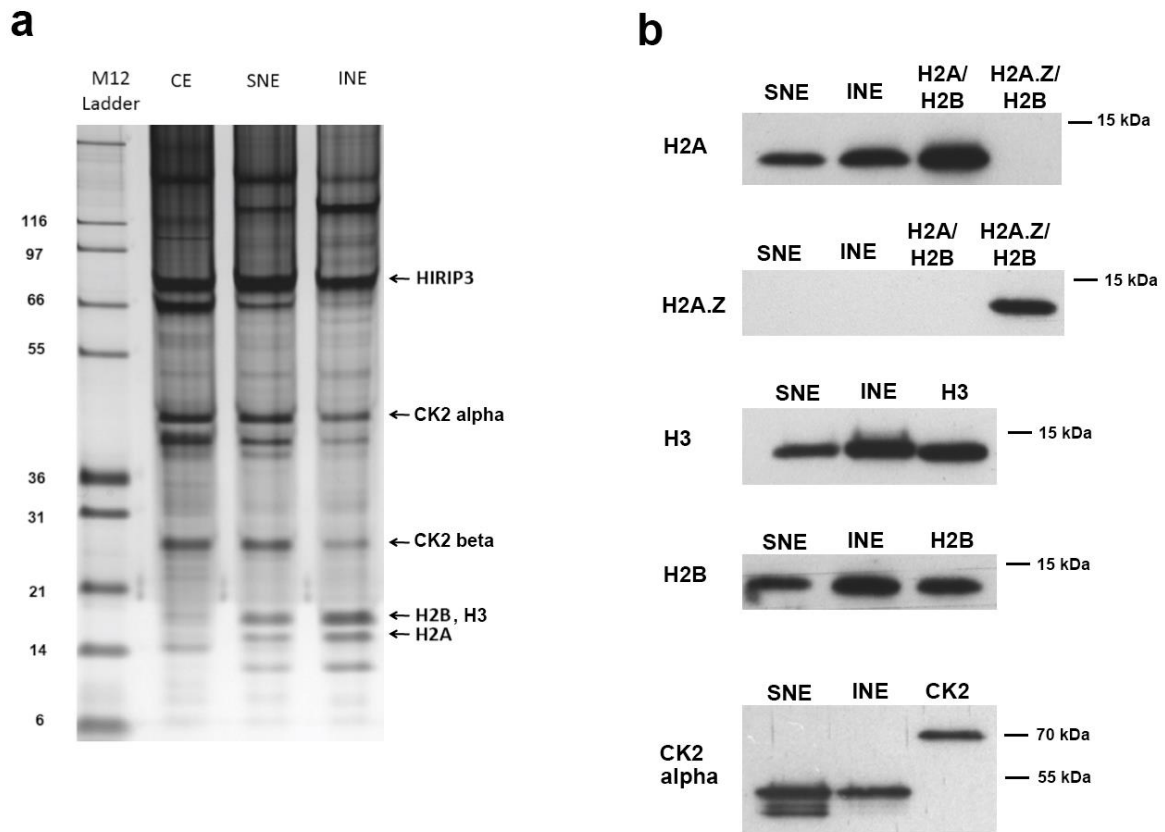 a
M12
Ladder
CE
SNE
INE
116
97
66
55
36
31
21
14
6
HIRIP3
CK2 alpha
CK2 beta
H2B, H3
H2A
b
SNE INE H2A/ H2A.Z/
H2B H2B
15 kDa
H2A
SNE INE H2A/ H2A.Z/
H2B H2B
15 kDa
H2A.Z
SNE INE H3
15 kDa
H3
SNE INE H2B
15 kDa
H2B
SNE INE CK2
70 kDa
55 kDa
CK2
alpha